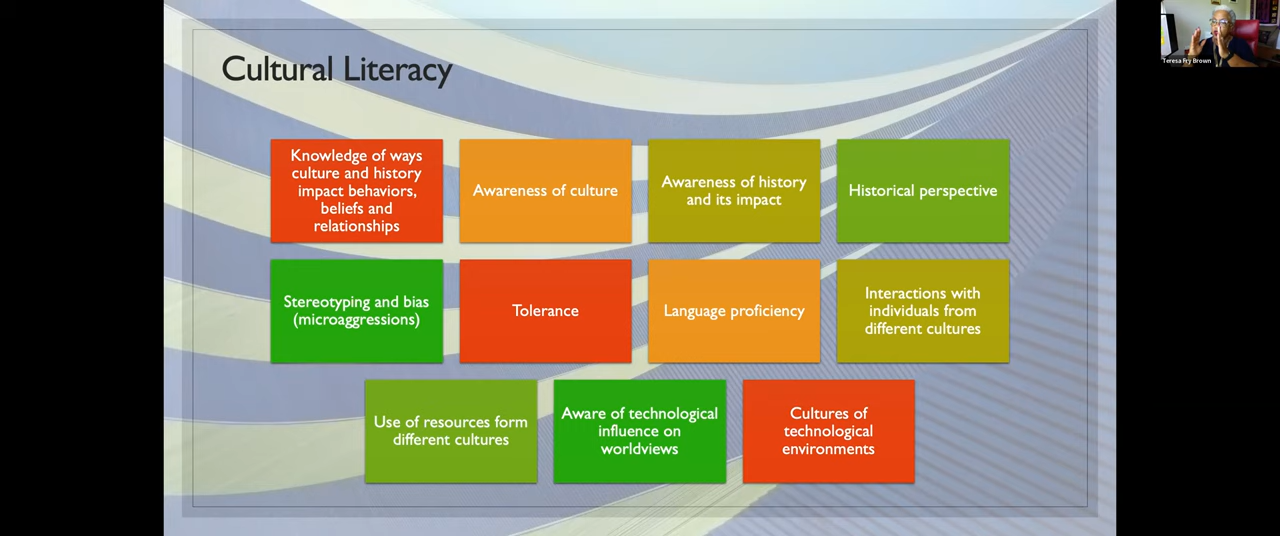 Cultural Literacy
Teresa Fry Brown
Knowledge of ways
culture and history
impact behaviors,
beliefs and
relationships
Awareness of culture
Awareness of history
and its impact
Historical perspective
Stereotyping and bias
(microaggressions)
Tolerance
Language proficiency
Interactions with
individuals from
different cultures
Use of resources form
different cultures
Aware of technological
influence on
worldviews
Cultures of
technological
environments